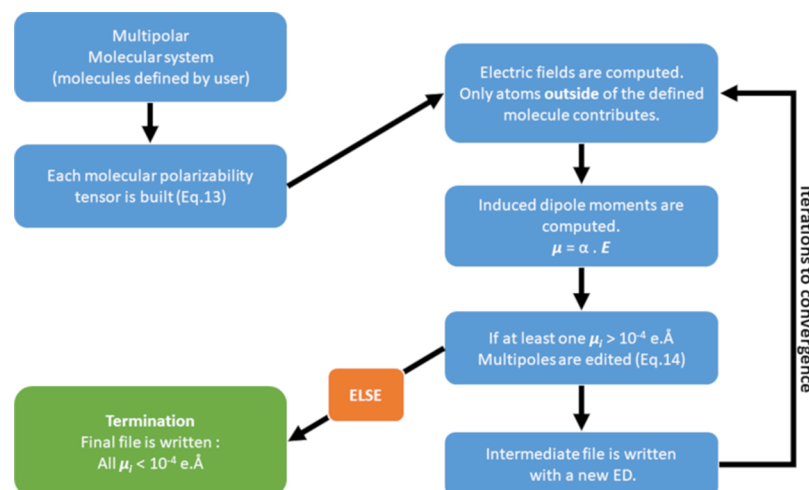 Multipolar
Molecular system
(molecules defined by user)
Each molecular polarizability
tensor is built (Eq.13)
Electric fields are computed.
Only atoms outside of the defined
molecule contributes.
Induced dipole moments are
computed.
μ = α . E
If at least one μi > 10⁻⁴ e.Å
Multipoles are edited (Eq.14)
Intermediate file is written
with a new ED.
Iterations to convergence
ELSE
Termination
Final file is written :
All μi < 10⁻⁴ e.Å